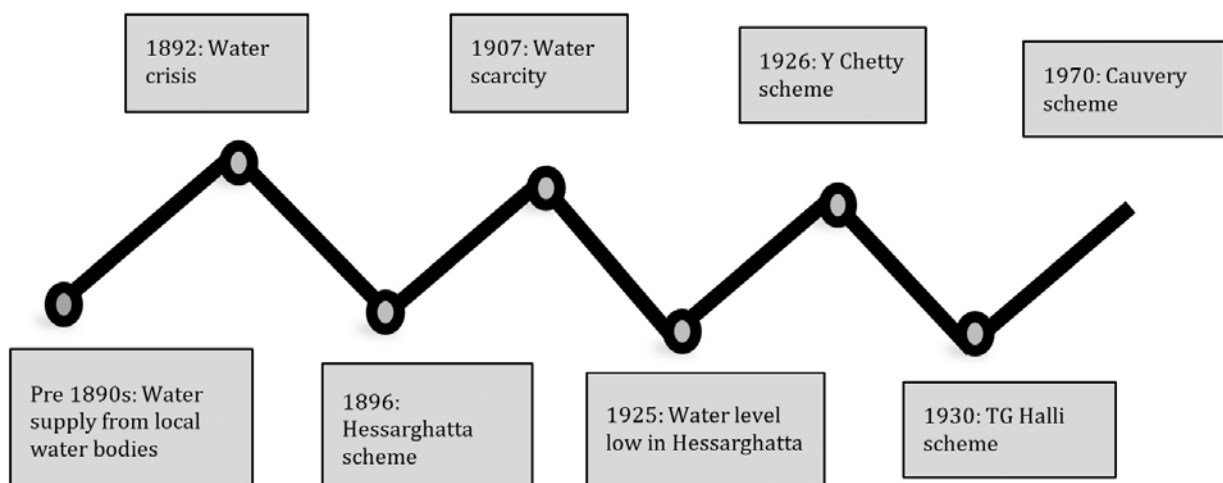 1892: Water
crisis
1907: Water
scarcity
1926: Y Chetty
scheme
1970: Cauvery
scheme
Pre 1890s: Water
supply from local
water bodies
1896:
Hessarghatta
scheme
1925: Water level
low in Hessarghatta
1930: TG Halli
scheme